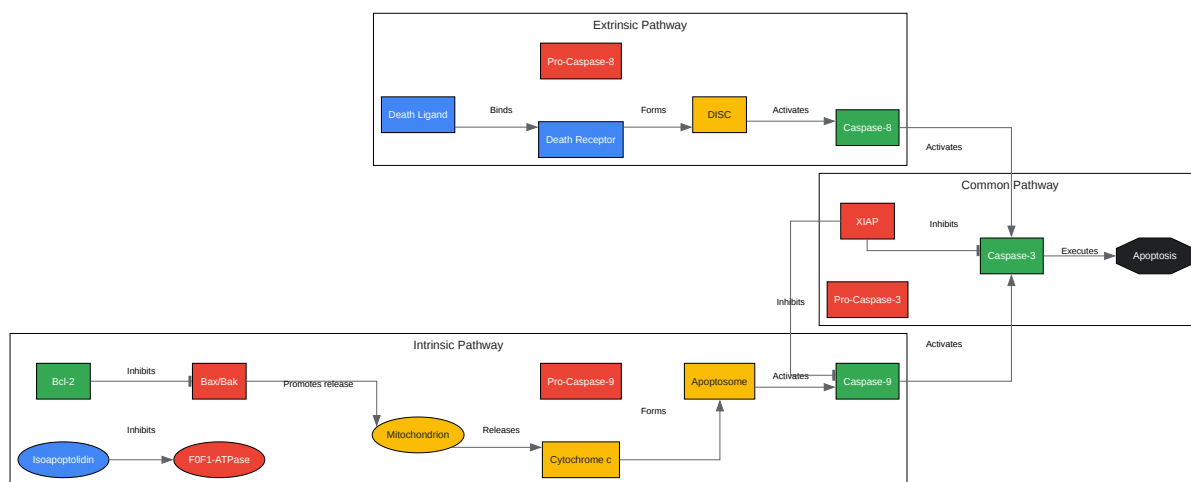 Extrinsic Pathway
Pro-Caspase-8
Death Ligand
Binds
Death Receptor
Forms
DISC
Activates
Caspase-8
Activates
Common Pathway
XIAP
Inhibits
Caspase-3
Executes
Apoptosis
Pro-Caspase-3
Inhibits
Intrinsic Pathway
Activates
Bcl-2
Inhibits
Bax/Bak
Promotes release
Pro-Caspase-9
Apoptosome
Activates
Caspase-9
Forms
Isoapoptolidin
Inhibits
F0F1-ATPase
Mitochondrion
Releases
Cytochrome c